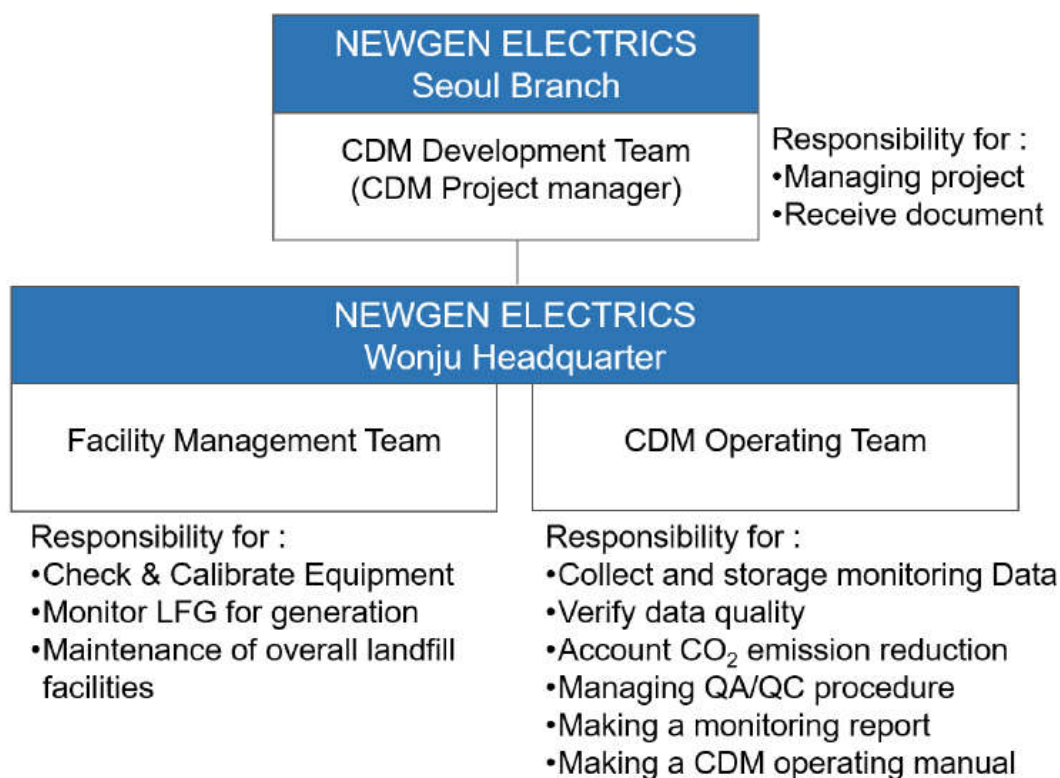 NEWGEN ELECTRICS
Seoul Branch
CDM Development Team
(CDM Project manager)
Responsibility for :
•Managing project
•Receive document
NEWGEN ELECTRICS
Wonju Headquarter
Facility Management Team
CDM Operating Team
Responsibility for :
•Check & Calibrate Equipment
•Monitor LFG for generation
•Maintenance of overall landfill
facilities
Responsibility for :
•Collect and storage monitoring Data
•Verify data quality
•Account CO₂ emission reduction
•Managing QA/QC procedure
•Making a monitoring report
•Making a CDM operating manual